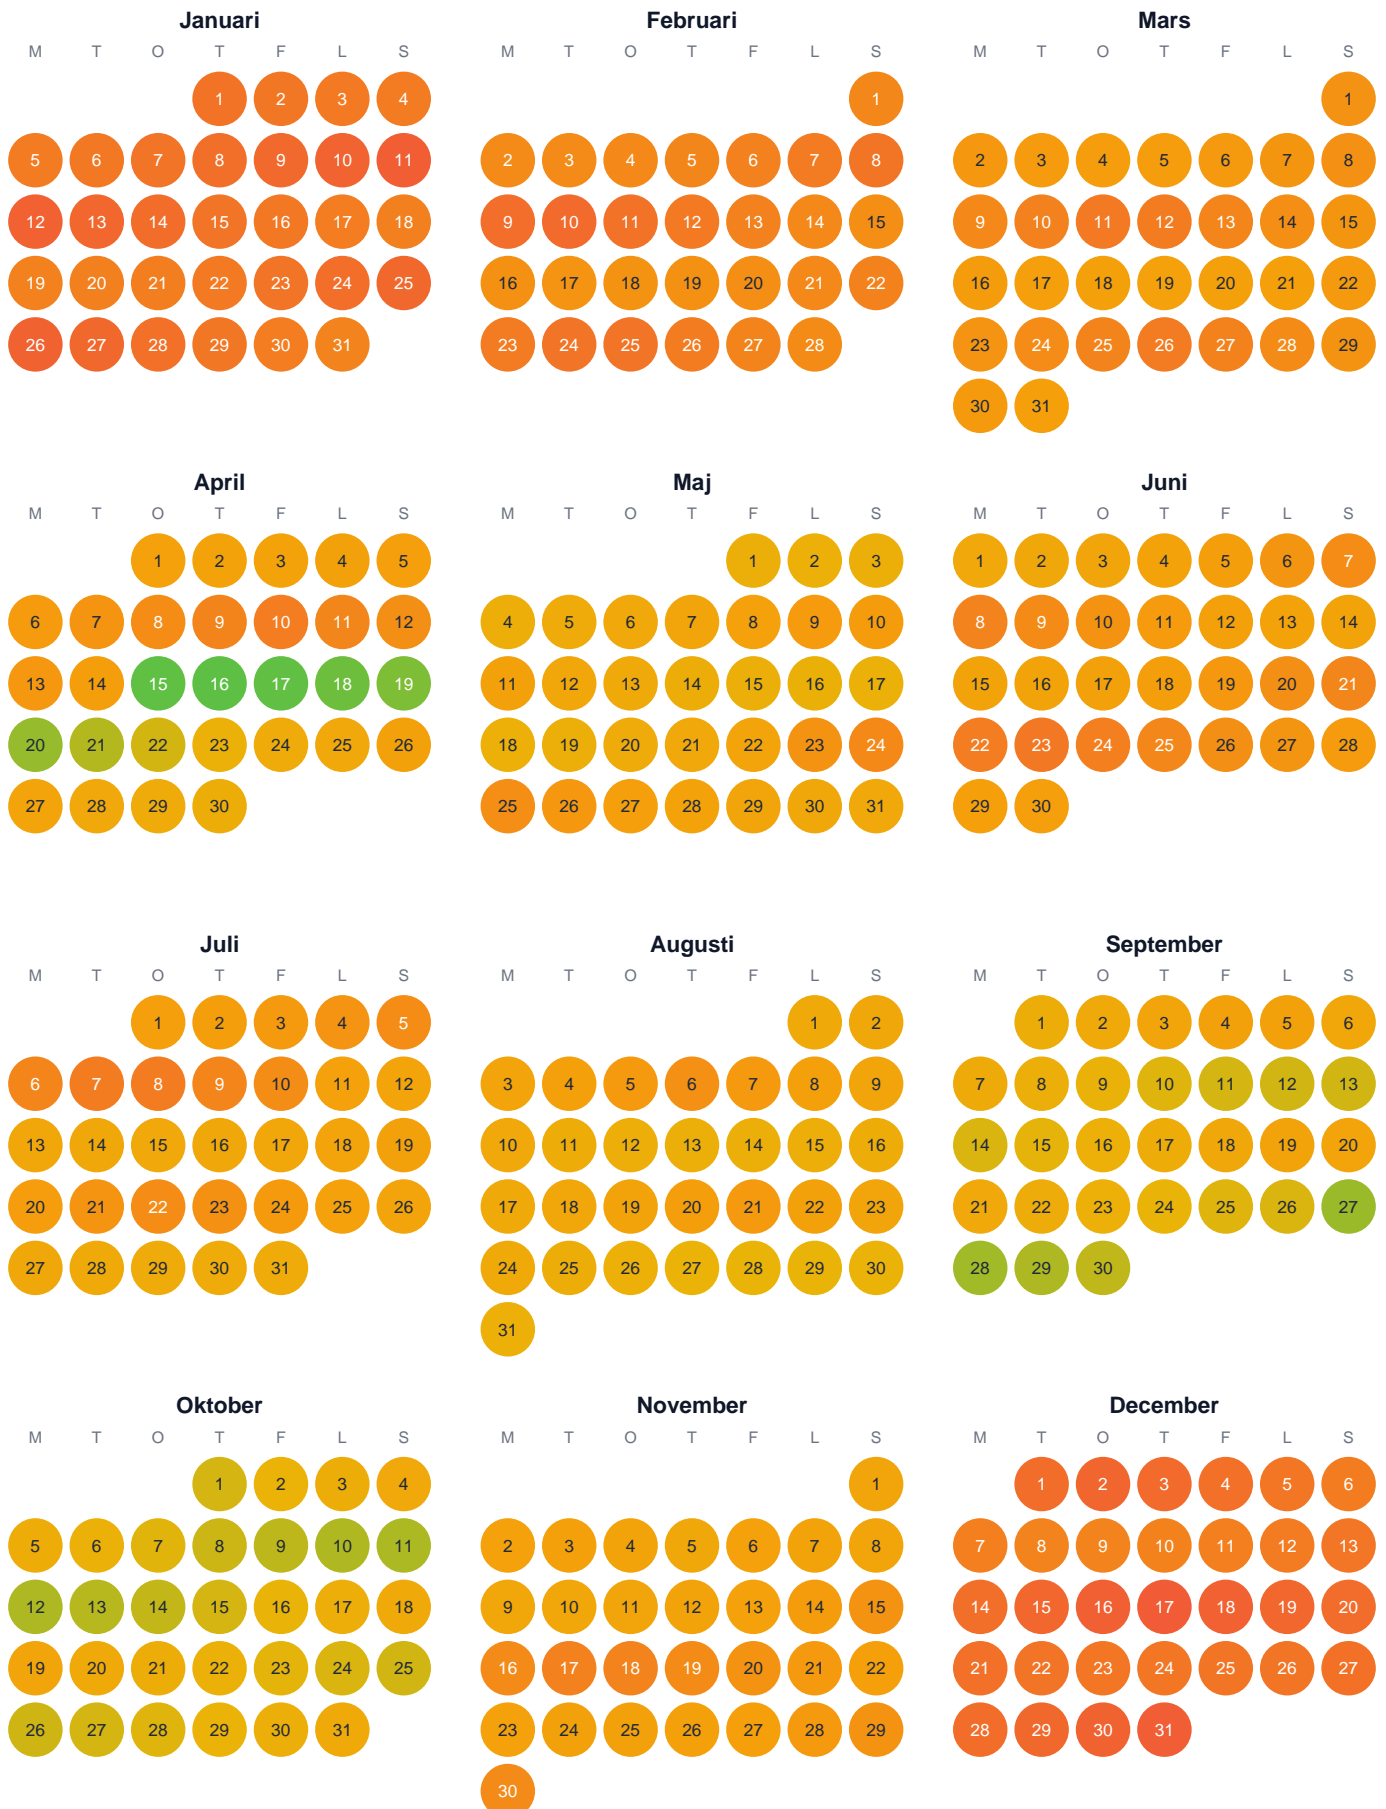 Januari Februari Mars
M T O T F L S M T O T F L S M T O T F L S
1 2 3 4 1 1
5 6 7 8 9 10 11 2 3 4 5 6 7 8 2 3 4 5 6 7 8
12 13 14 15 16 17 18 9 10 11 12 13 14 15 9 10 11 12 13 14 15
19 20 21 22 23 24 25 16 17 18 19 20 21 22 16 17 18 19 20 21 22
26 27 28 29 30 31 23 24 25 26 27 28 23 24 25 26 27 28 29
30 31
April Maj Juni
M T O T F L S M T O T F L S M T O T F L S
1 2 3 4 5 1 2 3 1 2 3 4 5 6 7
6 7 8 9 10 11 12 4 5 6 7 8 9 10 8 9 10 11 12 13 14
13 14 15 16 17 18 19 11 12 13 14 15 16 17 15 16 17 18 19 20 21
20 21 22 23 24 25 26 18 19 20 21 22 23 24 22 23 24 25 26 27 28
27 28 29 30 25 26 27 28 29 30 31 29 30
Juli Augusti September
M T O T F L S M T O T F L S M T O T F L S
1 2 3 4 5 1 2 1 2 3 4 5 6
6 7 8 9 10 11 12 3 4 5 6 7 8 9 7 8 9 10 11 12 13
13 14 15 16 17 18 19 10 11 12 13 14 15 16 14 15 16 17 18 19 20
20 21 22 23 24 25 26 17 18 19 20 21 22 23 21 22 23 24 25 26 27
27 28 29 30 31 24 25 26 27 28 29 30 28 29 30
31
Oktober November December
M T O T F L S M T O T F L S M T O T F L S
1 2 3 4 1 1 2 3 4 5 6
5 6 7 8 9 10 11 2 3 4 5 6 7 8 7 8 9 10 11 12 13
12 13 14 15 16 17 18 9 10 11 12 13 14 15 14 15 16 17 18 19 20
19 20 21 22 23 24 25 16 17 18 19 20 21 22 21 22 23 24 25 26 27
26 27 28 29 30 31 23 24 25 26 27 28 29 28 29 30 31
30